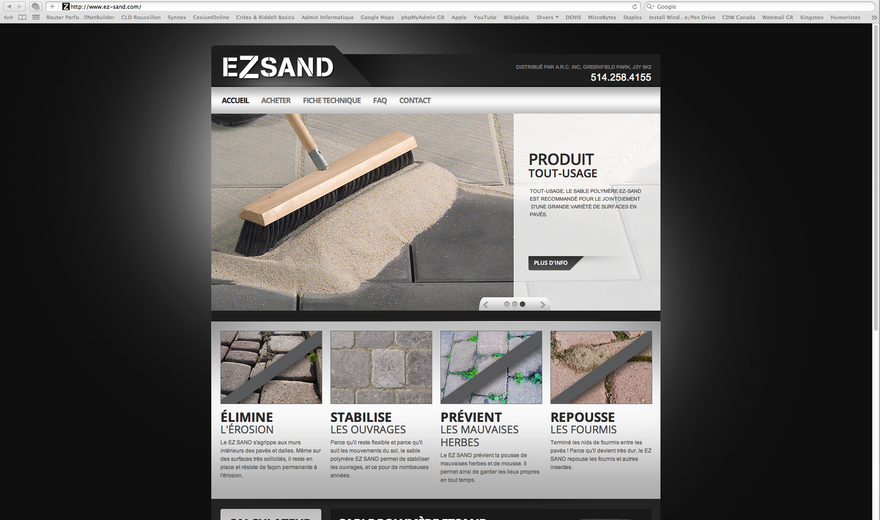 http://www.ez-sand.com/
Google
Router Perfo...llNetBuilder CLD Roussillon Synnex CesiumOnline Crites & Riddell Basics Admin Informatique Google Maps phpMyAdmin GR Apple YouTube Wikipédia Divers DENIS MicroBytes Staples Install Wind...e/Pen Drive CDW Canada Webmail GR Kingston Humoristes
EZSAND
DISTRIBUÉ PAR A.R.C. INC, GREENFIELD PARK, J3Y 5K2
514.258.4155
ACCUEIL ACHETER FICHE TECHNIQUE FAQ CONTACT
PRODUIT
TOUT-USAGE
TOUT-USAGE, LE SABLE POLYMÈRE EZ-SAND
EST RECOMMANDÉ POUR LE JOINTOIEMENT
D'UNE GRANDE VARIÉTÉ DE SURFACES EN
PAVÉS.
PLUS D'INFO
ÉLIMINE
L'ÉROSION
Le EZ SAND s'agrippe aux murs
intérieurs des pavés et dalles. Même sur
des surfaces très sollicités, il reste en
place et résiste de façon permanente à
l'érosion.
STABILISE
LES OUVRAGES
Parce qu'il reste flexible et parce qu'il
suit les mouvements du sol, le sable
polymère EZ SAND permet de stabiliser
les ouvrages, et ce pour de nombreuses
années.
PRÉVIENT
LES MAUVAISES
HERBES
Le EZ SAND prévient la pousse de
mauvaises herbes et de mousse. Il
permet ainsi de garder les lieux propres
en tout temps.
REPOUSSE
LES FOURMIS
Terminé les nids de fourmis entre les
pavés ! Parce qu'il devient très dur, le EZ
SAND repousse les fourmis et autres
insectes.